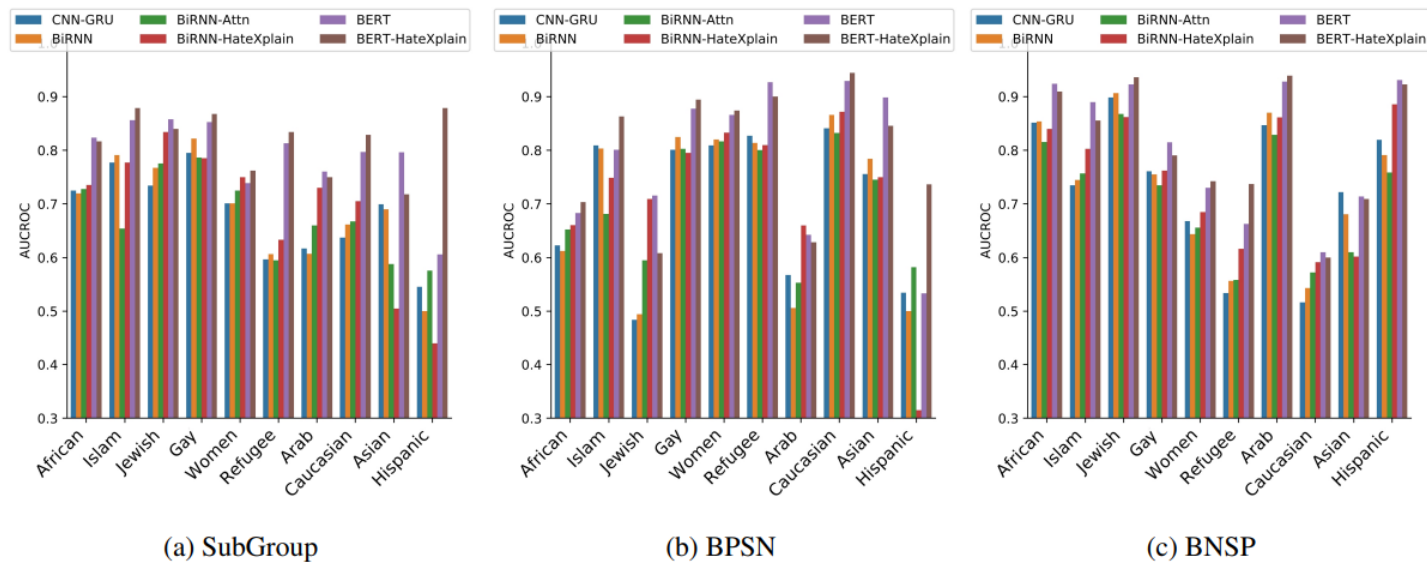 CNN-GRU BiRNN-Attn BERT
BiRNN BiRNN-HateXplain BERT-HateXplain
0.9
0.8
0.7
0.6
0.5
0.4
0.3
AUCROC
African
Islam
Jewish
Gay
Women
Refugee
Arab
Caucasian
Asian
Hispanic
(a) SubGroup
CNN-GRU BiRNN-Attn BERT
BiRNN BiRNN-HateXplain BERT-HateXplain
0.9
0.8
0.7
0.6
0.5
0.4
0.3
AUCROC
African
Islam
Jewish
Gay
Women
Refugee
Arab
Caucasian
Asian
Hispanic
(b) BPSN
CNN-GRU BiRNN-Attn BERT
BiRNN BiRNN-HateXplain BERT-HateXplain
0.9
0.8
0.7
0.6
0.5
0.4
0.3
AUCROC
African
Islam
Jewish
Gay
Women
Refugee
Arab
Caucasian
Asian
Hispanic
(c) BNSP